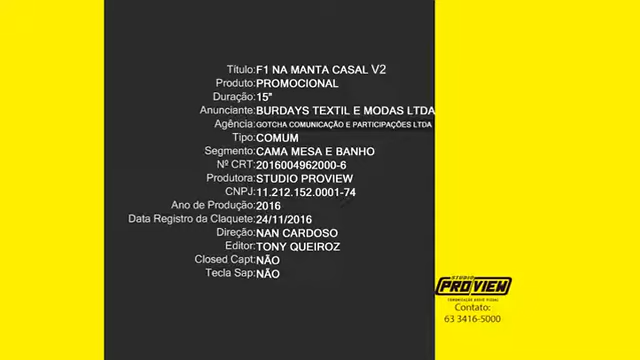 Título: F1 NA MANTA CASAL V2
Produto: PROMOCIONAL
Duração: 15"
Anunciante: BURDAYS TEXTIL E MODAS LTDA
Agência: GOTCHA COMUNICAÇÃO E PARTICIPAÇÕES LTDA
Tipo: COMUM
Segmento: CAMA MESA E BANHO
Nº CRT: 2016004962000-6
Produtora: STUDIO PROVIEW
CNPJ: 11.212.152.0001-74
Ano de Produção: 2016
Data Registro da Claquete: 24/11/2016
Direção: NAN CARDOSO
Editor: TONY QUEIROZ
Closed Capt: NÃO
Tecla Sap: NÃO
STUDIO
PROVIEW
Contato:
63 3416-5000